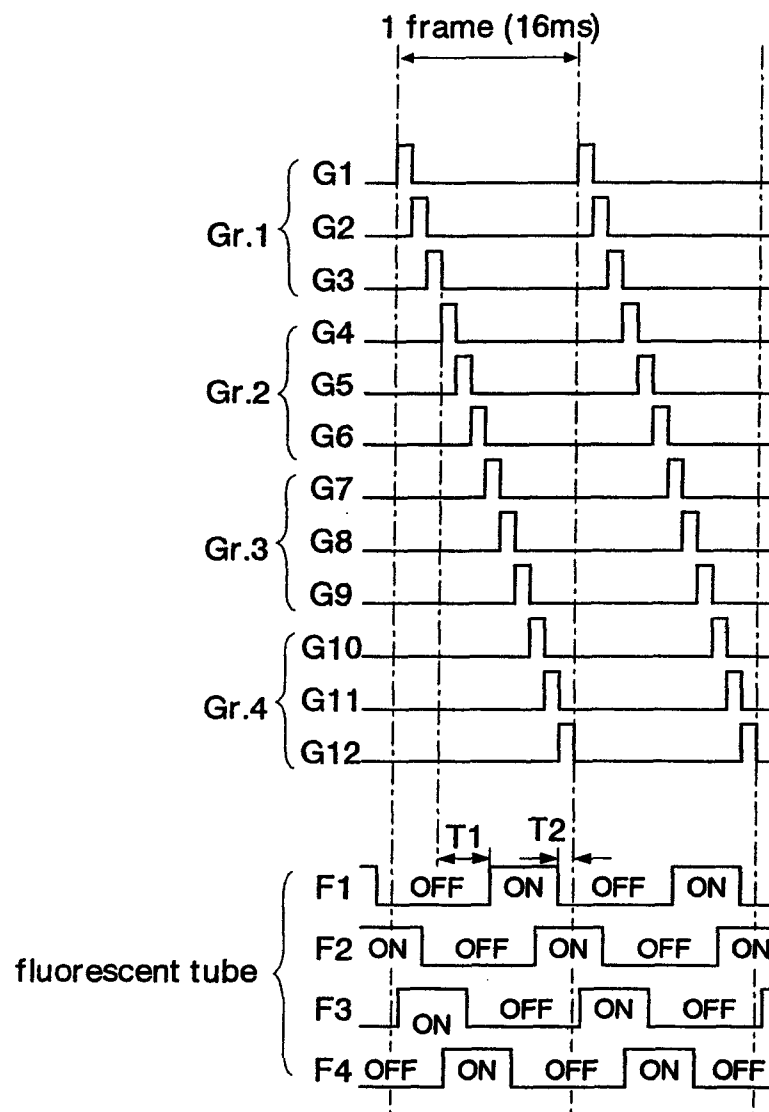 1 frame (16ms)
G1
Gr.1 G2
G3
G4
Gr.2 G5
G6
G7
Gr.3 G8
G9
G10
Gr.4 G11
G12
T1 T2
F1 OFF ON OFF ON
F2 ON OFF ON OFF ON
fluorescent tube
F3 ON OFF ON OFF
F4 OFF ON OFF ON OFF